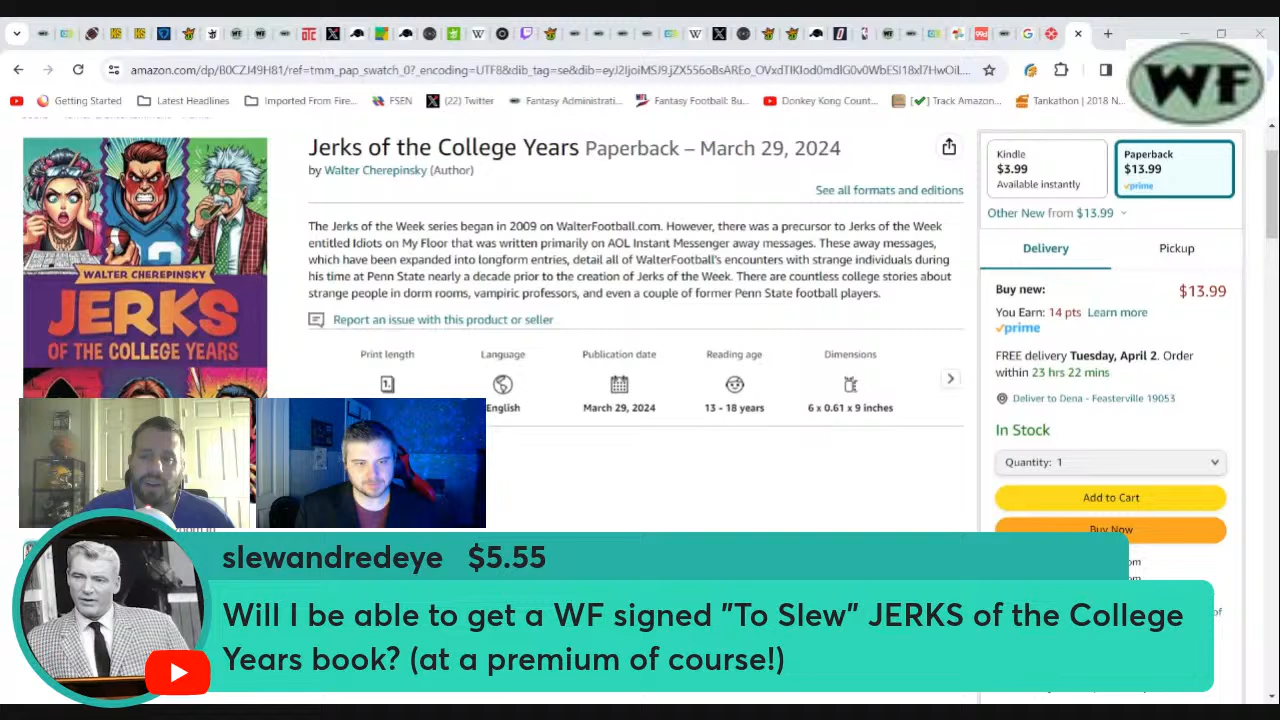 amazon.com/dp/B0CZJ49H81/ref=tmm_pap_swatch_0?_encoding=UTF8&dib_tag=se&dib=
WF
Getting Started
Latest Headlines
Imported From Fire...
FSEN
(22) Twitter
Fantasy Administrati...
Fantasy Football: Bu...
Donkey Kong Count...
Track Amazon...
Tankathon | 2018 N...
WALTER CHEREPINSKY
JERKS
OF THE COLLEGE YEARS
Jerks of the College Years Paperback – March 29, 2024
by Walter Cherepinsky (Author)
See all formats and editions
The Jerks of the Week series began in 2009 on WalterFootball.com. However, there was a precursor to Jerks of the Week
entitled Idiots on My Floor that was written primarily on AOL Instant Messenger away messages. These away messages,
which have been expanded into longform entries, detail all of WalterFootball's encounters with strange individuals during
his time at Penn State nearly a decade prior to the creation of Jerks of the Week. There are countless college stories about
strange people in dorm rooms, vampiric professors, and even a couple of former Penn State football players.
Report an issue with this product or seller
Print length
Language
Publication date
Reading age
Dimensions
English
March 29, 2024
13 - 18 years
6 x 0.61 x 9 inches
Kindle
$3.99
Available instantly
Paperback
$13.99
prime
Other New from $13.99
Delivery
Pickup
Buy new:
$13.99
You Earn: 14 pts Learn more
prime
FREE delivery Tuesday, April 2. Order
within 23 hrs 22 mins
Deliver to Dena - Feasterville 19053
In Stock
Quantity: 1
Add to Cart
Buy Now
slewandredeye $5.55
Will I be able to get a WF signed "To Slew" JERKS of the College
Years book? (at a premium of course!)